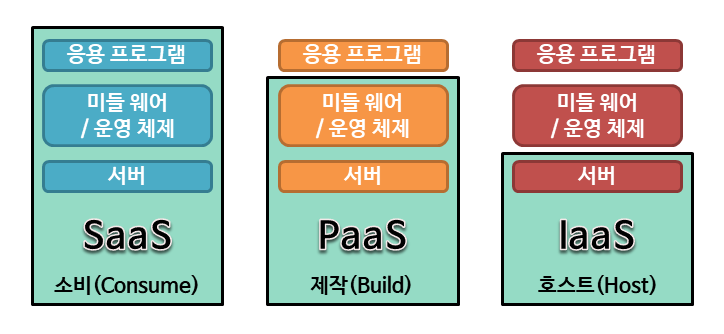 응용 프로그램
미들 웨어
/ 운영 체제
서버
SaaS
소비(Consume)
응용 프로그램
미들 웨어
/ 운영 체제
서버
PaaS
제작(Build)
응용 프로그램
미들 웨어
/ 운영 체제
서버
IaaS
호스트(Host)